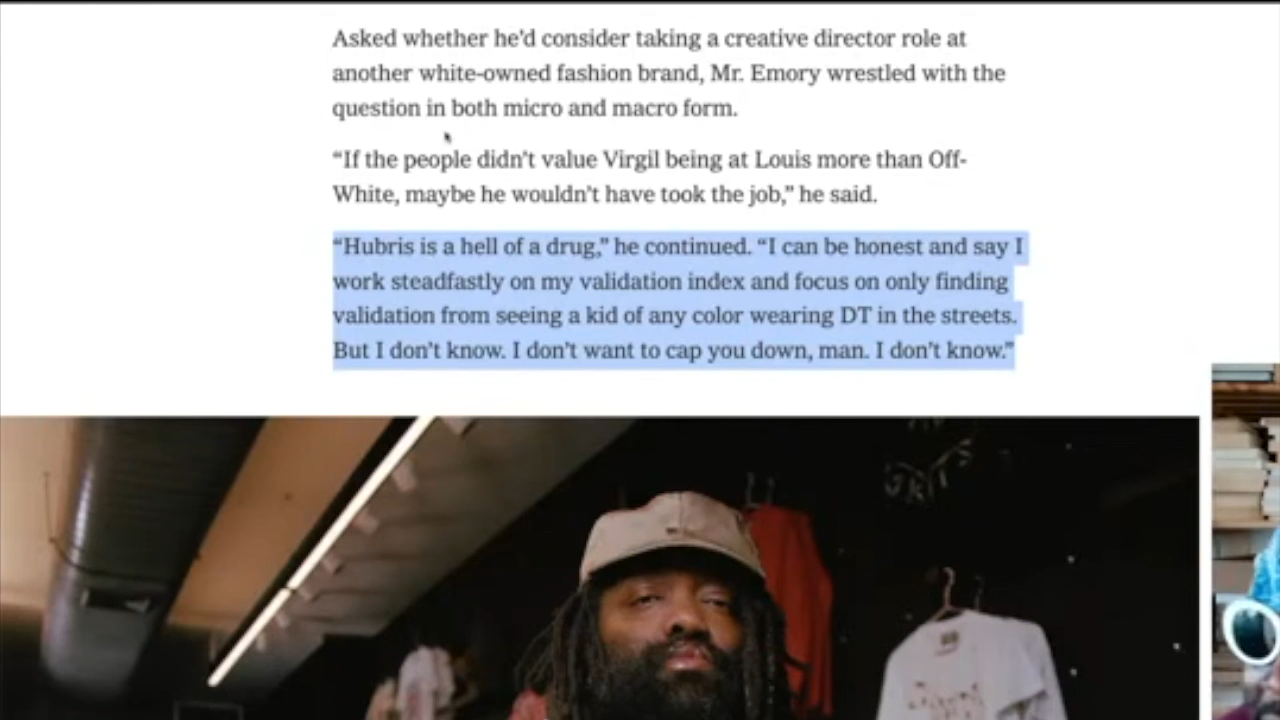 Asked whether he’d consider taking a creative director role at
another white-owned fashion brand, Mr. Emory wrestled with the
question in both micro and macro form.
“If the people didn’t value Virgil being at Louis more than Off-
White, maybe he wouldn’t have took the job,” he said.
“Hubris is a hell of a drug,” he continued. “I can be honest and say I
work steadfastly on my validation index and focus on only finding
validation from seeing a kid of any color wearing DT in the streets.
But I don’t know. I don’t want to cap you down, man. I don’t know.”